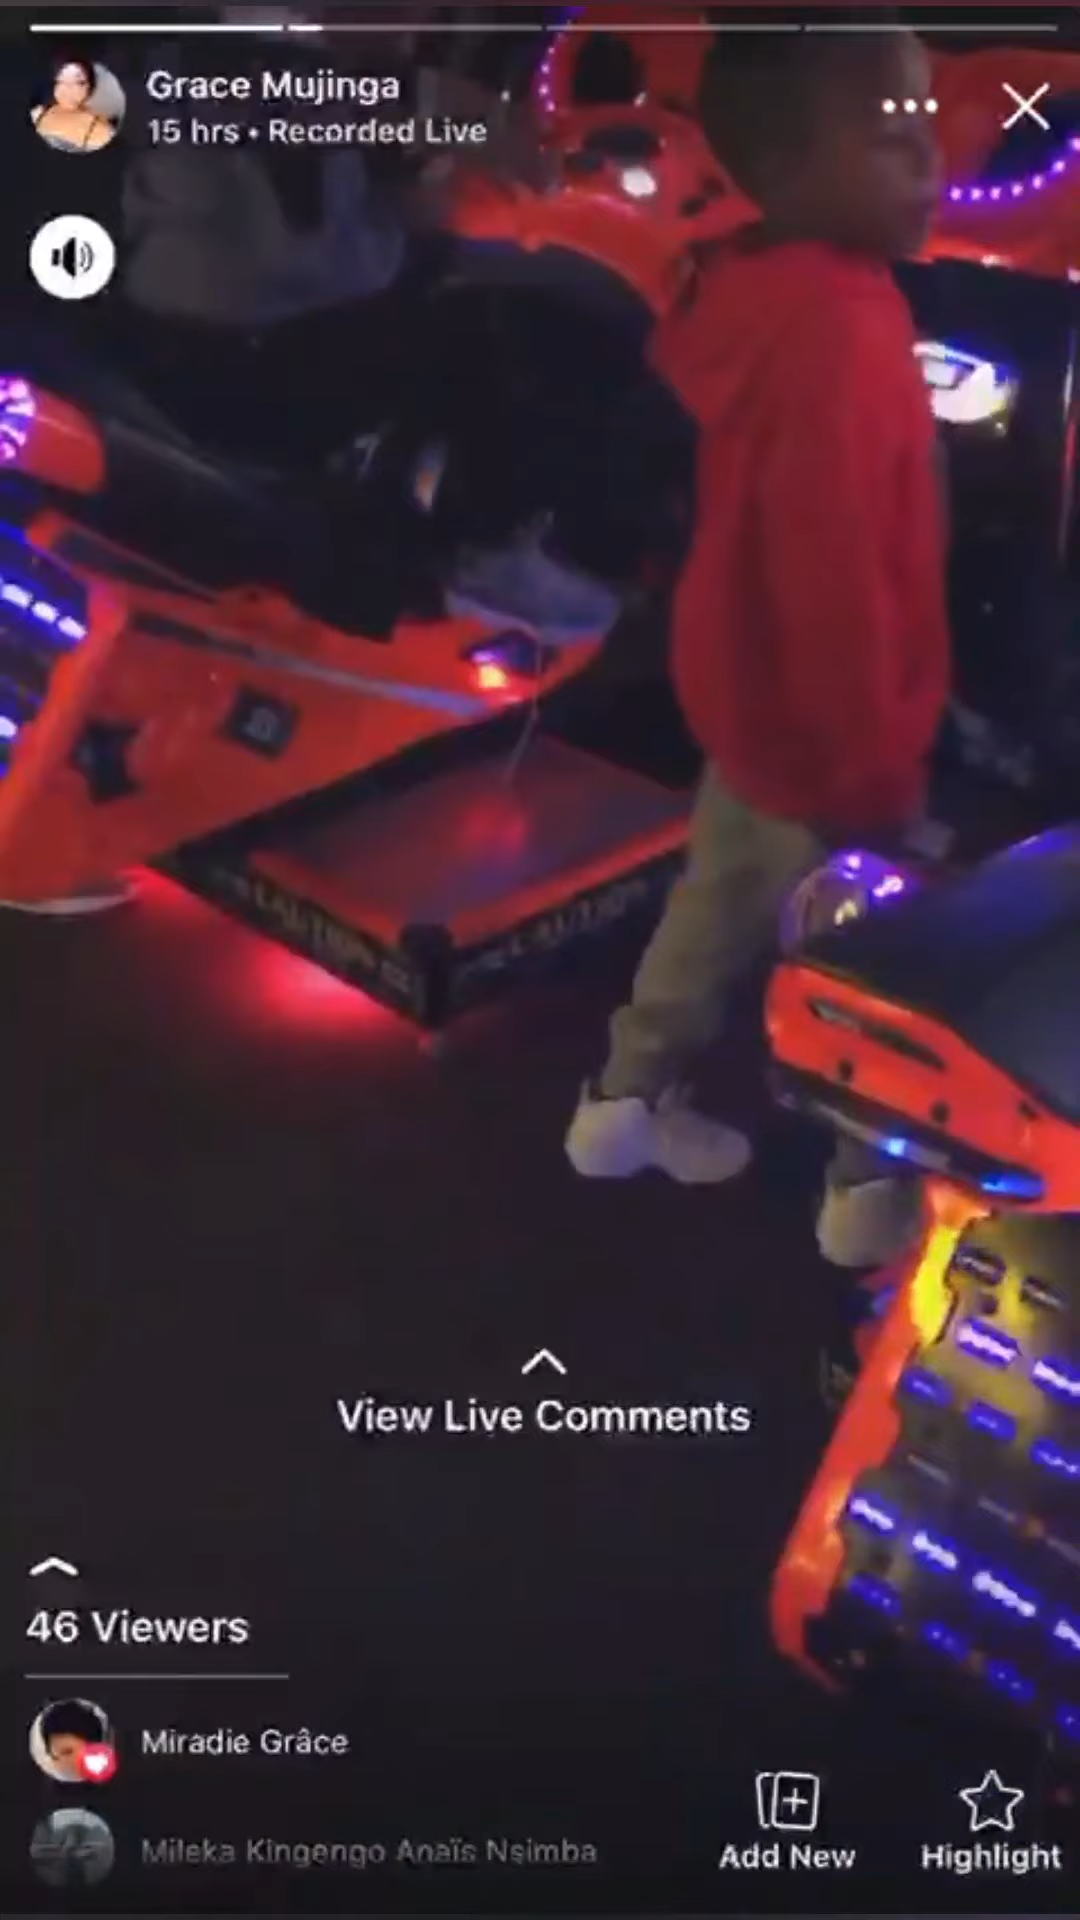 Grace Mujinga
15 hrs • Recorded Live
CAUTION
View Live Comments
46 Viewers
Miradie Grâce
Mileka Kingengo Anaïs Nsimba
Add New
Highlight